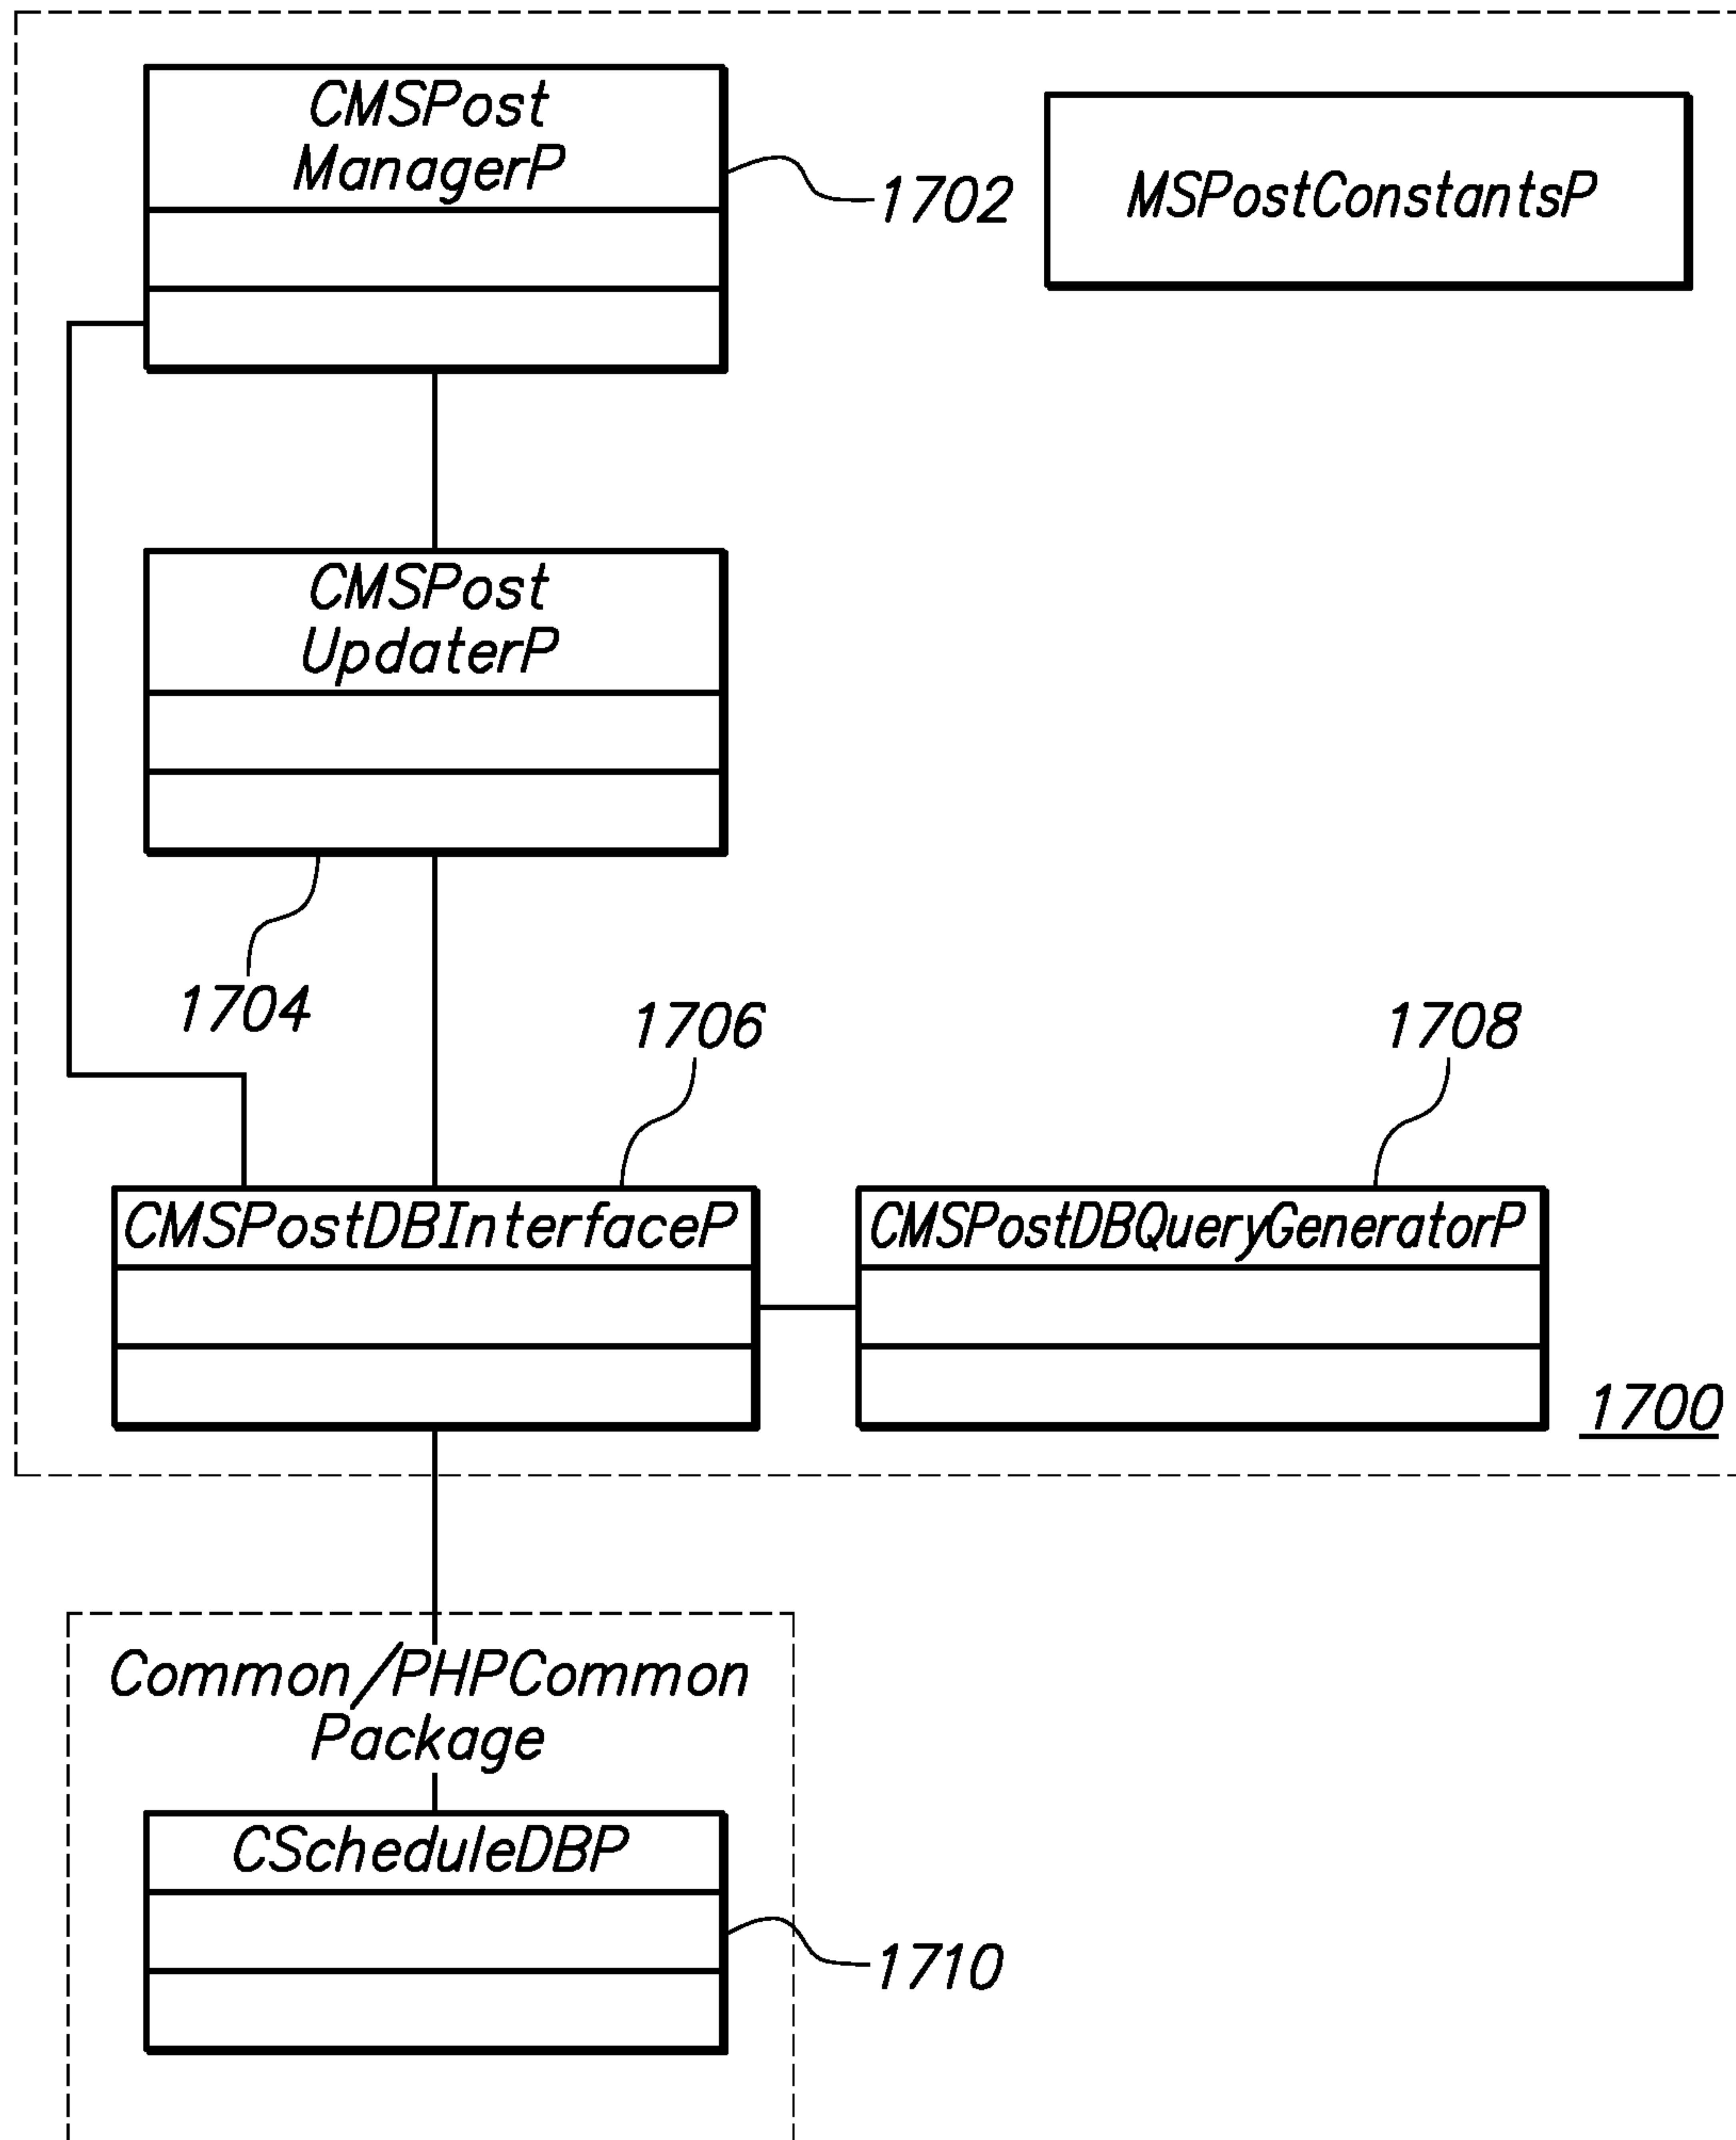 CMSPost
ManagerP
1702
MSPostConstantsP
CMSPost
UpdaterP
1704
1706
1708
CMSPostDBInterfaceP
CMSPostDBQueryGeneratorP
1700
Common/PHPCommon
Package
CScheduleDBP
1710